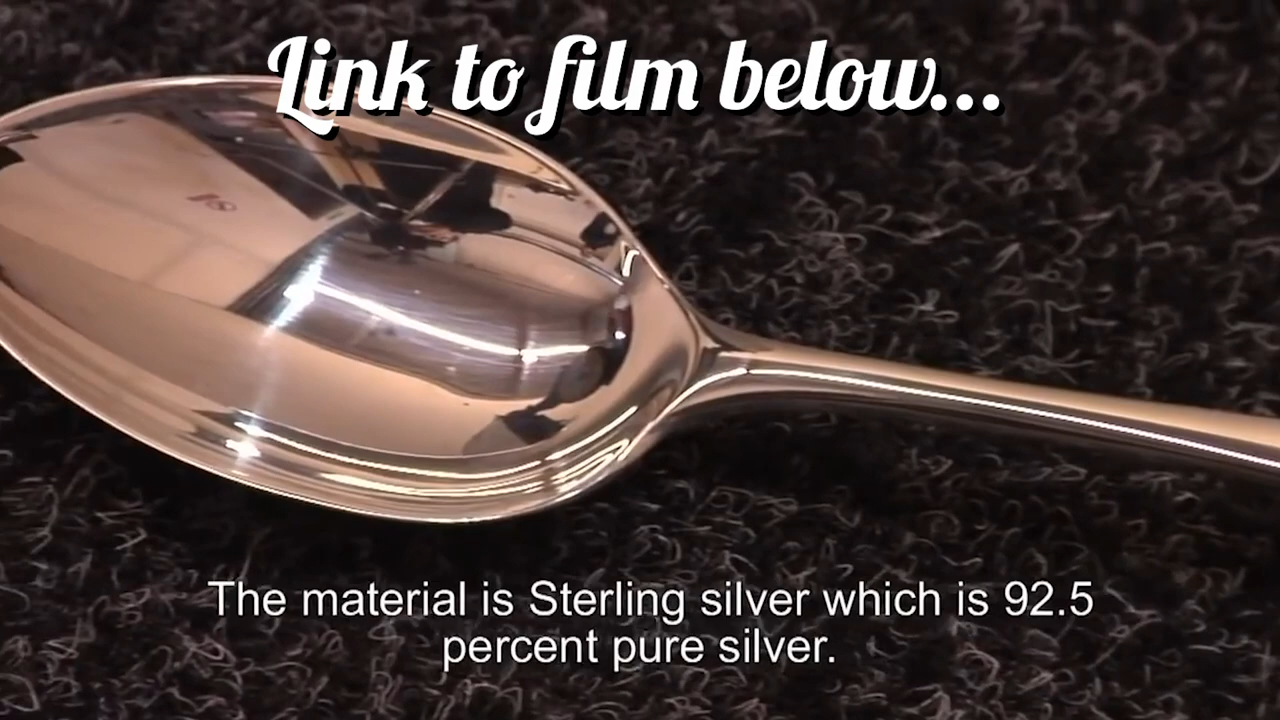 Link to film below...
The material is Sterling silver which is 92.5
percent pure silver.